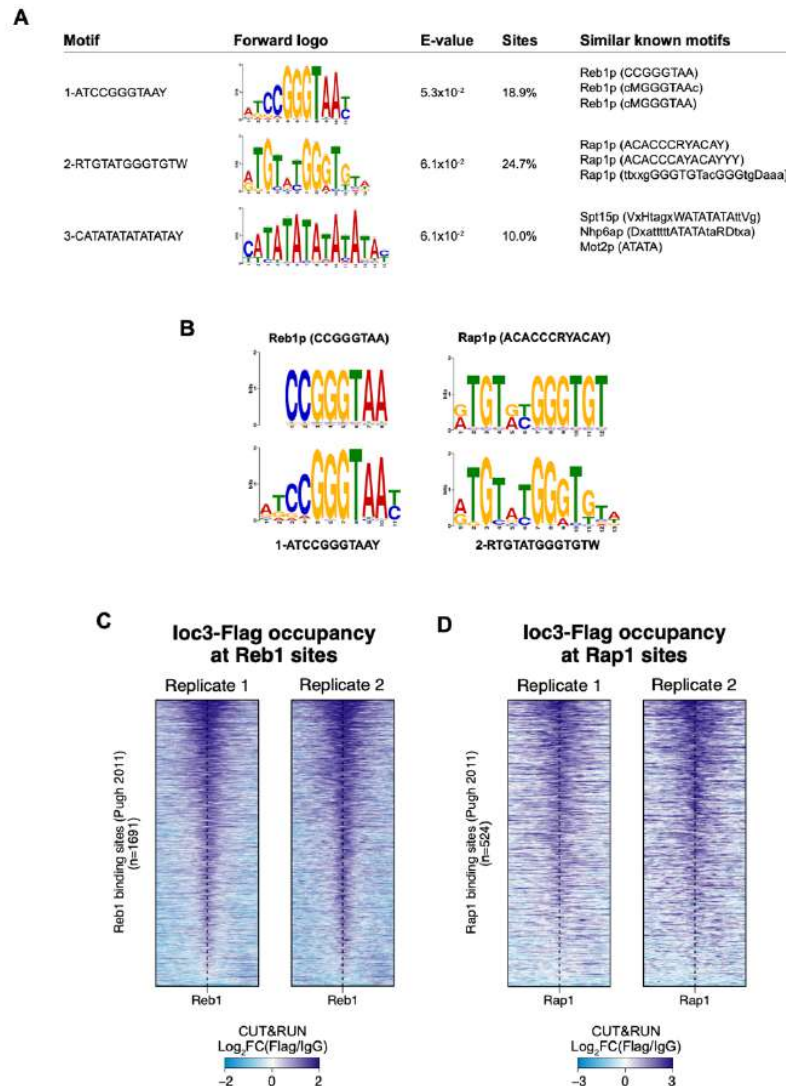 A
Motif Forward logo E-value Sites Similar known motifs
1-ATCCGGGTAAY 5.3x10⁻² 18.9% Reb1p (CCGGGTAA)
Reb1p (cMGGGTAAc)
Reb1p (cMGGGTAA)
2-RTGTATGGGTGTW 6.1x10⁻² 24.7% Rap1p (ACACCCRYACAY)
Rap1p (ACACCCAYACAYYY)
Rap1p (ttxxgGGGTGTacGGGtgDaaa)
3-CATATATATATATAY 6.1x10⁻² 10.0% Spt15p (VxHtagxWATATATAttVg)
Nhp6ap (DxatttttATATAtaRDtxa)
Mot2p (ATATA)
B
Reb1p (CCGGGTAA) Rap1p (ACACCCRYACAY)
1-ATCCGGGTAAY 2-RTGTATGGGTGTW
C
Ioc3-Flag occupancy
at Reb1 sites
Replicate 1 Replicate 2
Reb1 binding sites (Pugh 2011)
(n=1691)
Reb1 Reb1
CUT&RUN
Log₂FC(Flag/IgG)
−2 0 2
D
Ioc3-Flag occupancy
at Rap1 sites
Replicate 1 Replicate 2
Rap1 binding sites (Pugh 2011)
(n=524)
Rap1 Rap1
CUT&RUN
Log₂FC(Flag/IgG)
−3 0 3